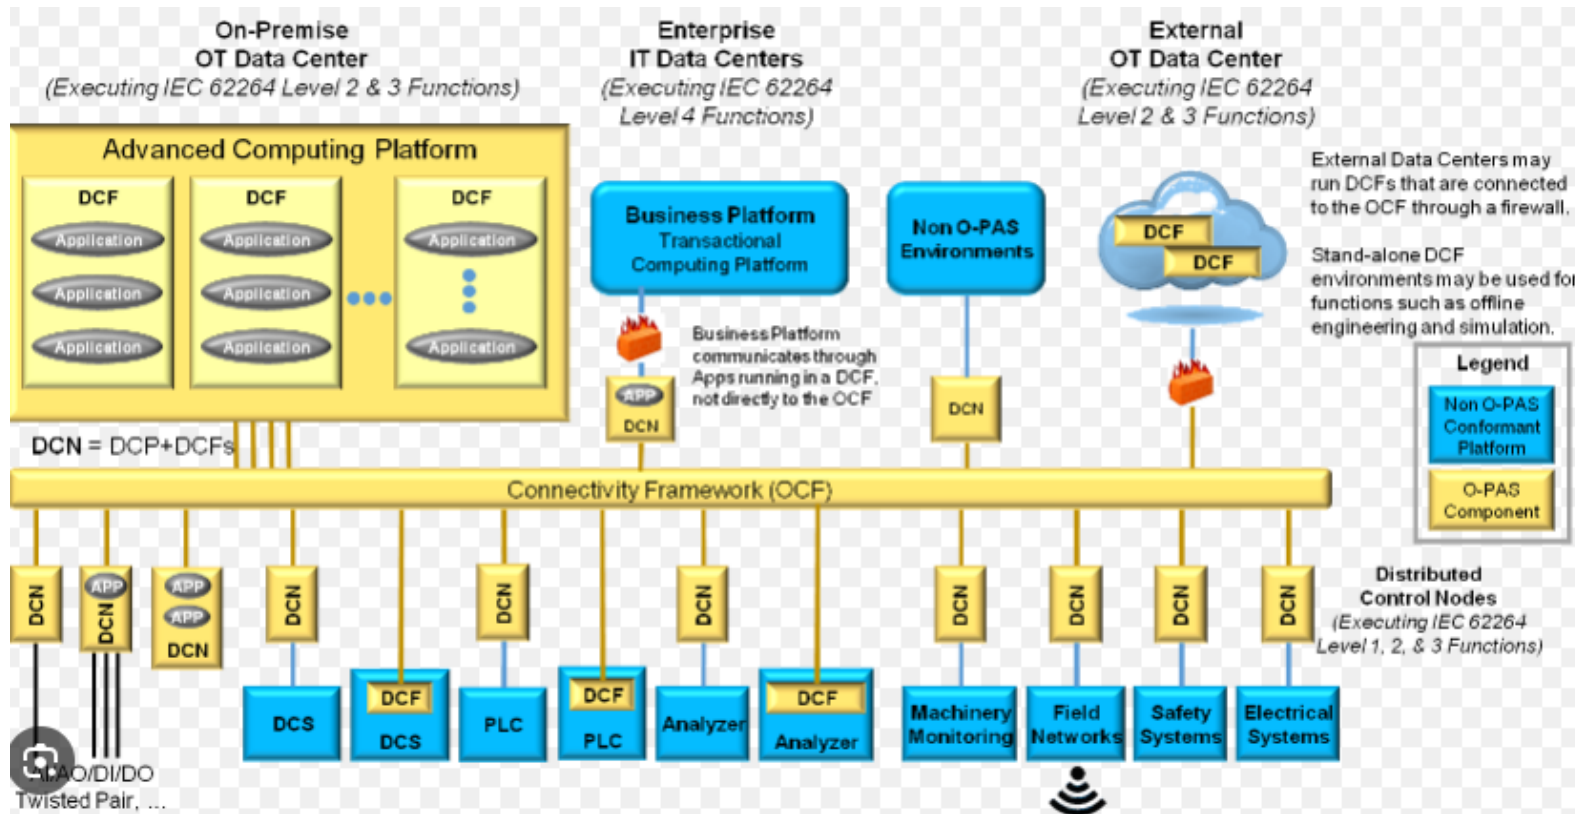 On-Premise
OT Data Center
(Executing IEC 62264 Level 2 & 3 Functions)
Enterprise
IT Data Centers
(Executing IEC 62264
Level 4 Functions)
External
OT Data Center
(Executing IEC 62264
Level 2 & 3 Functions)
Advanced Computing Platform
DCF
Application
Application
Application
DCF
Application
Application
Application
DCF
Application
Application
Business Platform
Transactional
Computing Platform
Non O-PAS
Environments
DCF
DCF
External Data Centers may
run DCFs that are connected
to the OCF through a firewall.
Stand-alone DCF
environments may be used for
functions such as offline
engineering and simulation.
Business Platform
communicates through
Apps running in a DCF,
not directly to the OCF
APP
DCN
DCN
Legend
Non O-PAS
Conformant
Platform
O-PAS
Component
DCN = DCP+DCFs
Connectivity Framework (OCF)
DCN
APP
DCN
APP
APP
DCN
DCN
DCN
DCN
DCN
DCN
DCN
DCN
Distributed
Control Nodes
(Executing IEC 62264
Level 1, 2, & 3 Functions)
DCS
DCF
DCS
PLC
DCF
PLC
Analyzer
DCF
Analyzer
Machinery
Monitoring
Field
Networks
Safety
Systems
Electrical
Systems
AI/AO/DI/DO
Twisted Pair, ...